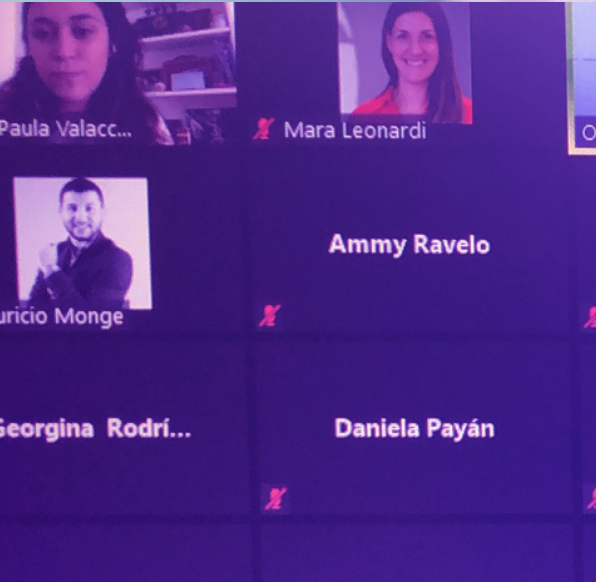 Paula Valacc...
Mara Leonardi
O
uricio Monge
Ammy Ravelo
Georgina Rodrí...
Daniela Payán